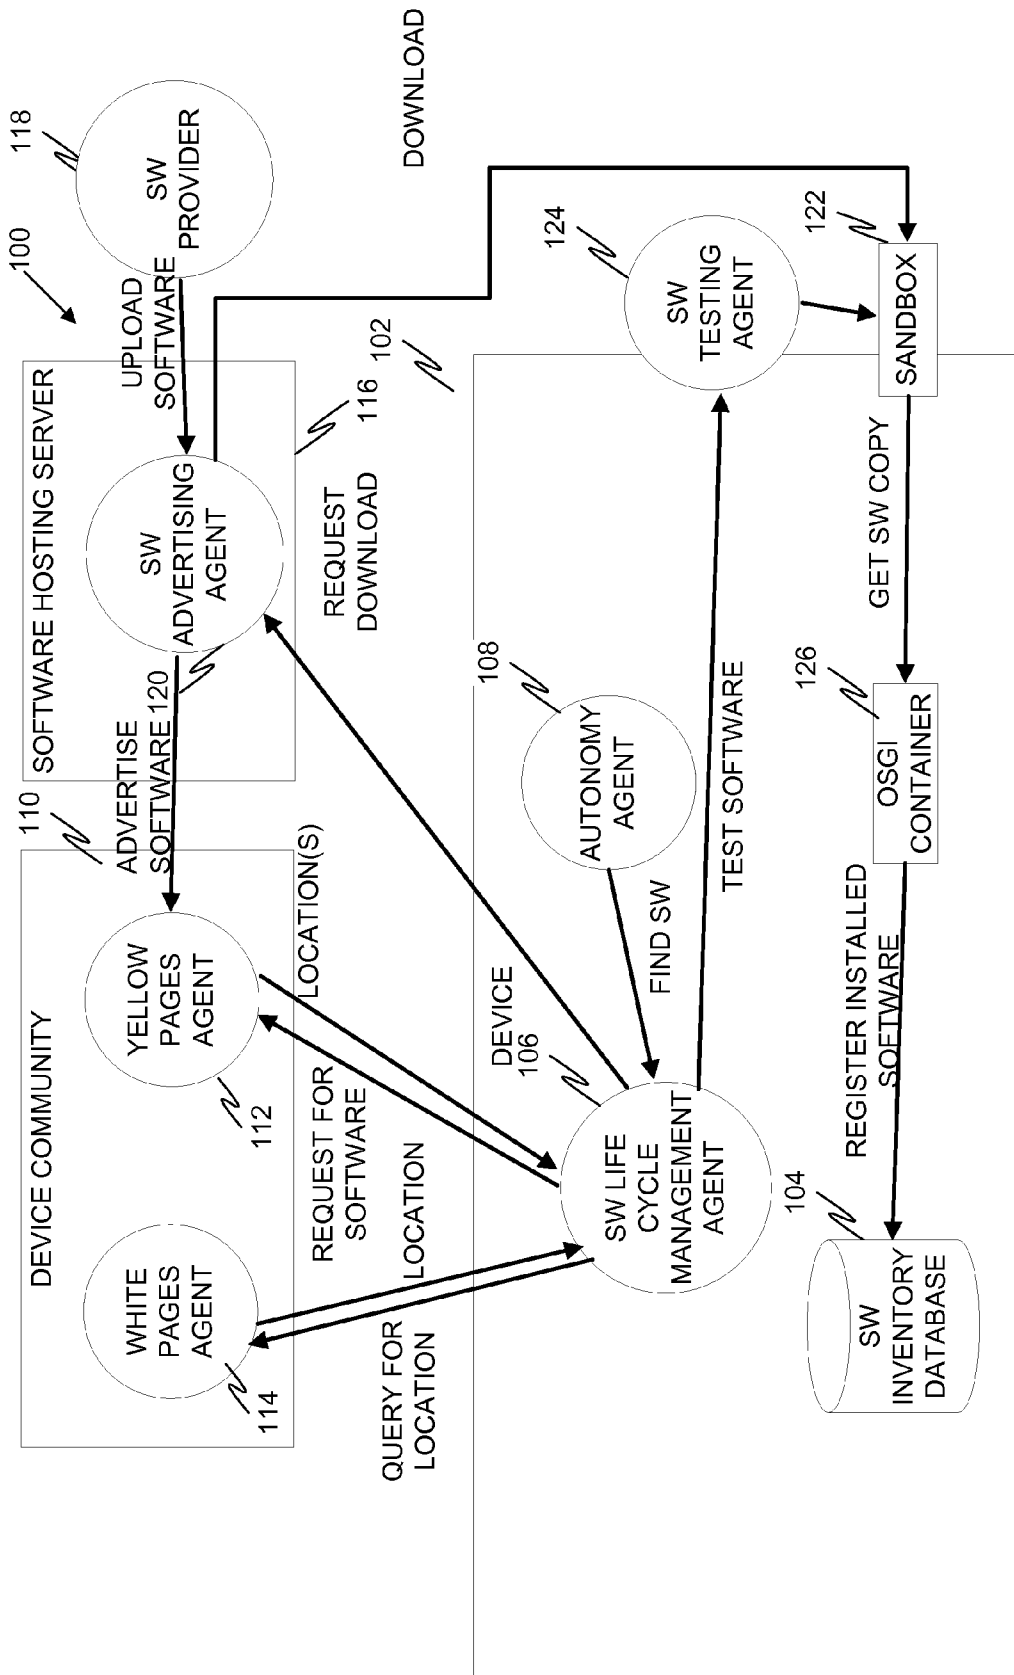 100
118
SW
PROVIDER
UPLOAD
SOFTWARE
SOFTWARE HOSTING SERVER
SW
ADVERTISING
AGENT
116
120
ADVERTISE
SOFTWARE
110
DEVICE COMMUNITY
YELLOW
PAGES
AGENT
112
WHITE
PAGES
AGENT
114
LOCATION(S)
REQUEST FOR
SOFTWARE
LOCATION
QUERY FOR
LOCATION
REQUEST
DOWNLOAD
DOWNLOAD
102
DEVICE
106
SW LIFE
CYCLE
MANAGEMENT
AGENT
FIND SW
108
AUTONOMY
AGENT
TEST SOFTWARE
124
SW
TESTING
AGENT
122
SANDBOX
GET SW COPY
126
OSGI
CONTAINER
REGISTER INSTALLED
SOFTWARE
104
SW
INVENTORY
DATABASE